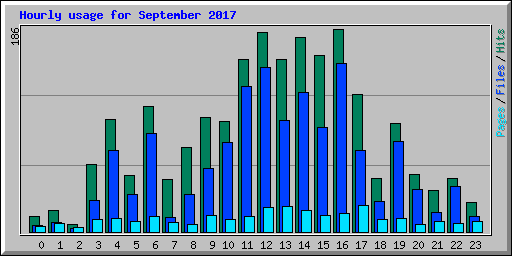 Hourly usage for September 2017
186
Pages/Files/Hits
0 1 2 3 4 5 6 7 8 9 10 11 12 13 14 15 16 17 18 19 20 21 22 23